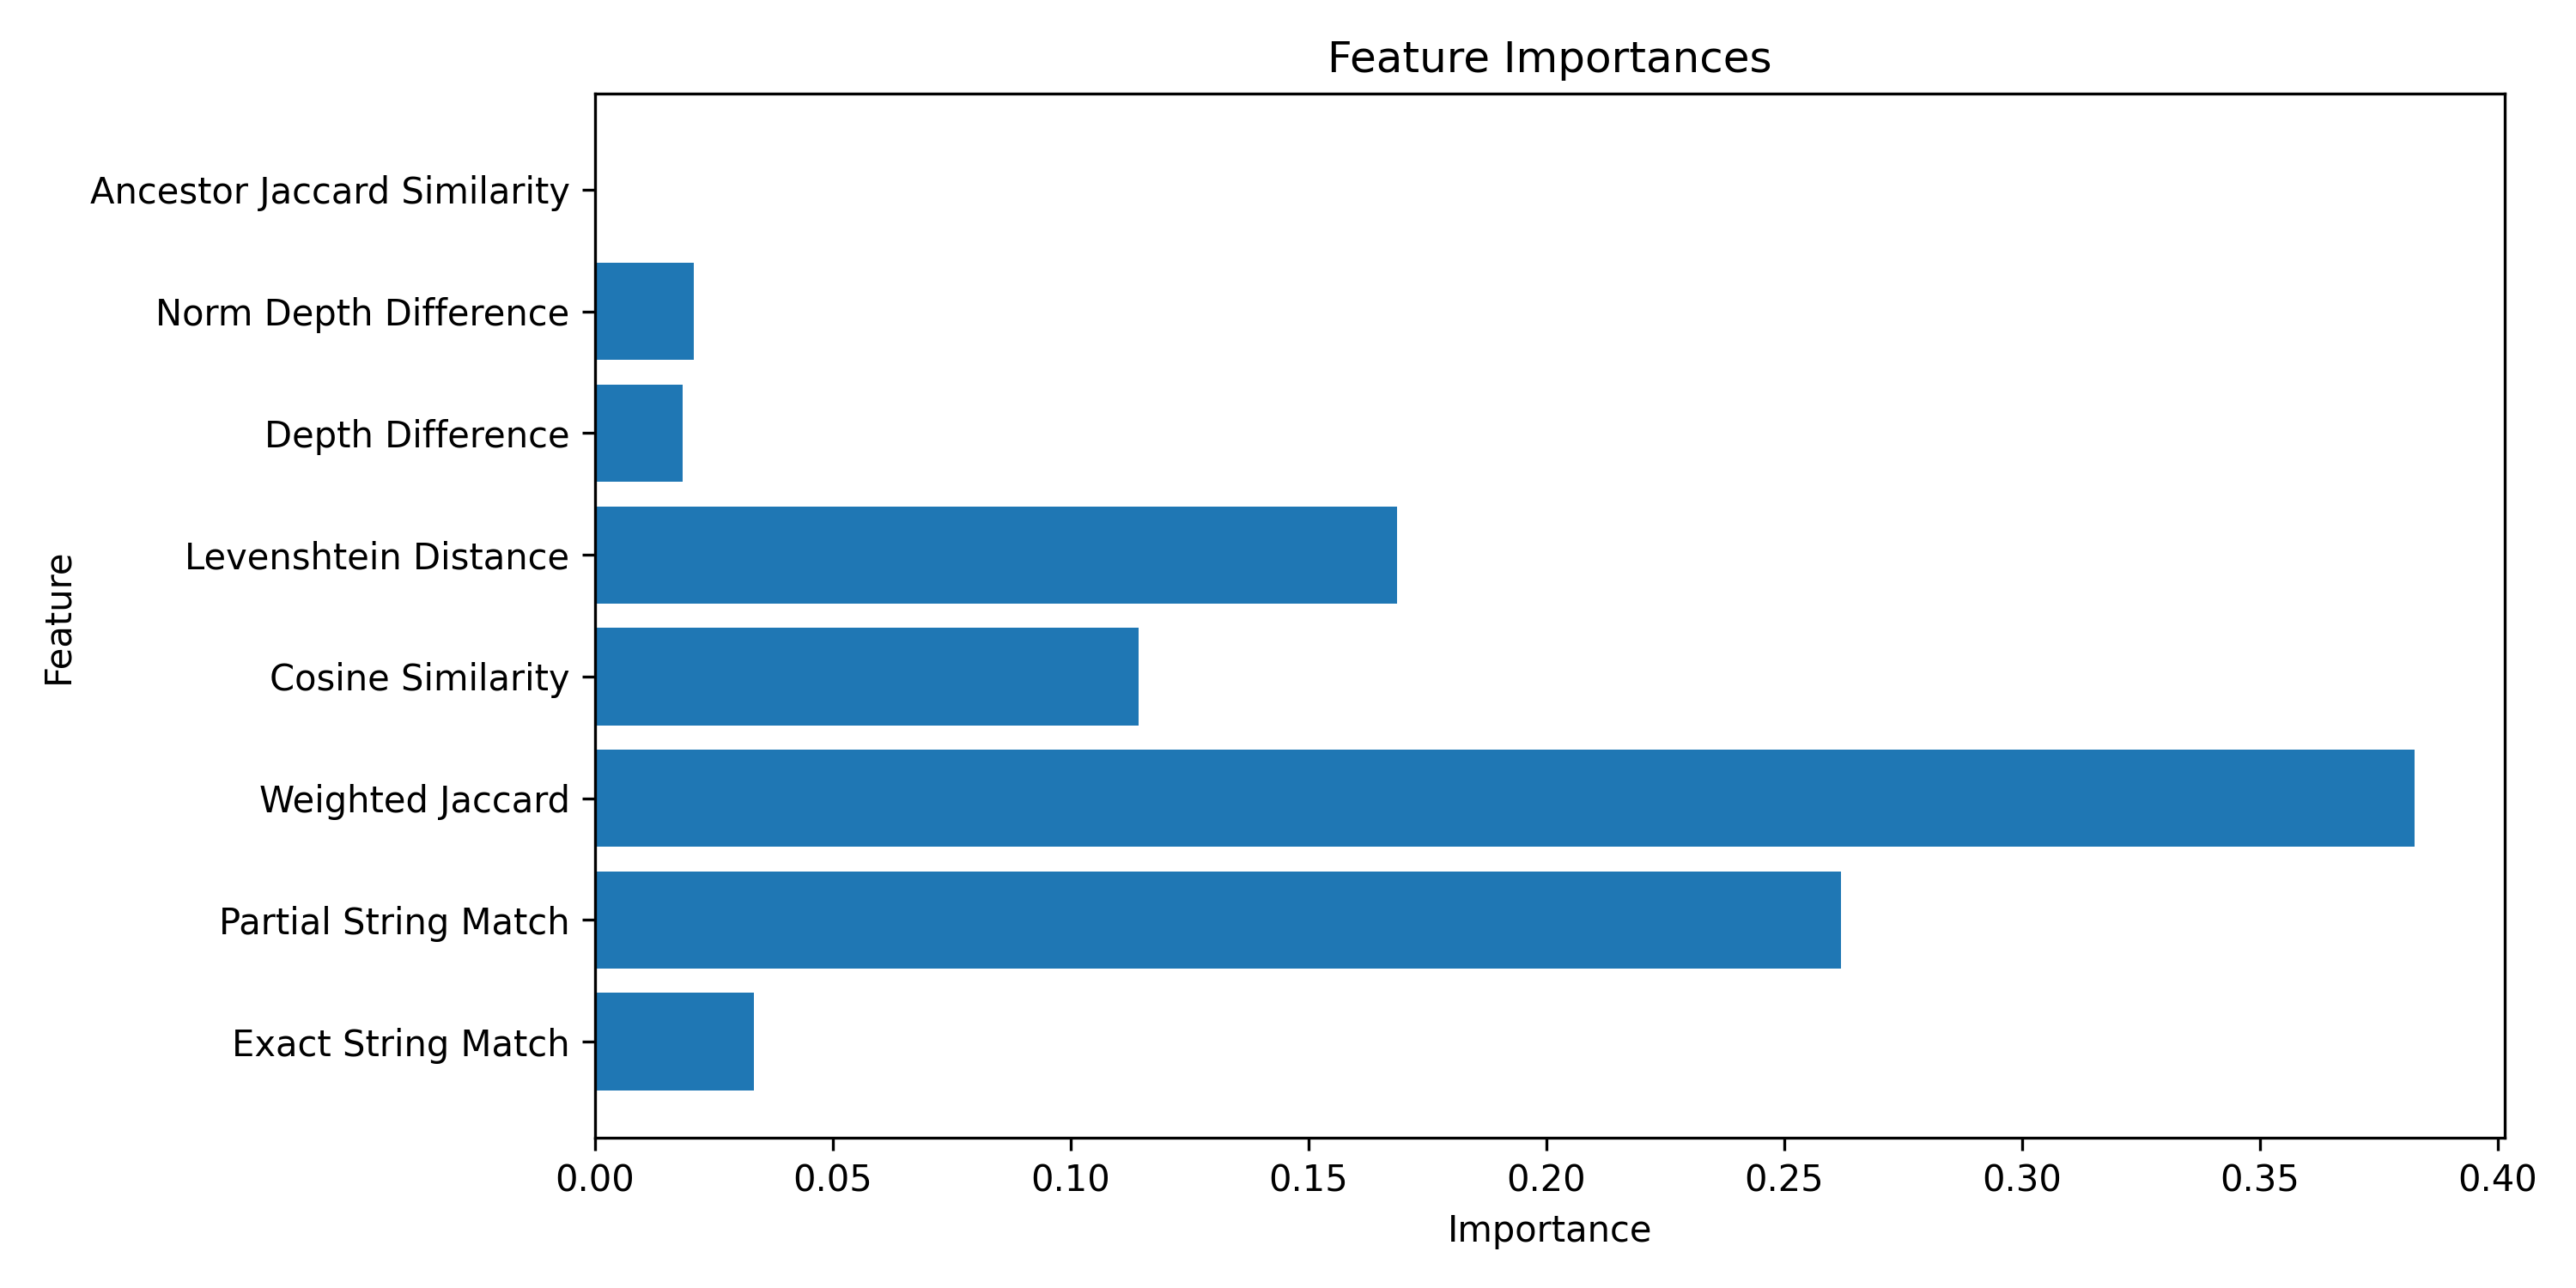 Feature Importances
Ancestor Jaccard Similarity
Norm Depth Difference
Depth Difference
Levenshtein Distance
Cosine Similarity
Weighted Jaccard
Partial String Match
Exact String Match
Feature
0.00 0.05 0.10 0.15 0.20 0.25 0.30 0.35 0.40
Importance